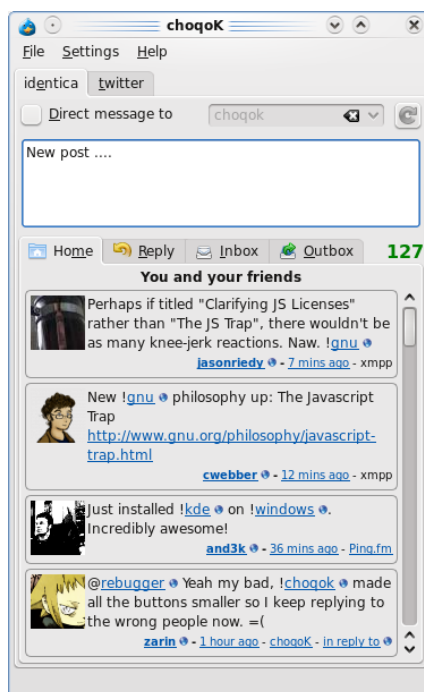 choqoK
File Settings Help
identica twitter
Direct message to choqok
New post ....
Home Reply Inbox Outbox 127
You and your friends
Perhaps if titled "Clarifying JS Licenses"
rather than "The JS Trap", there wouldn't be
as many knee-jerk reactions. Naw. !gnu
jasonriedy - 7 mins ago - xmpp
New !gnu philosophy up: The Javascript
Trap
http://www.gnu.org/philosophy/javascript-
trap.html
cwebber - 12 mins ago - xmpp
Just installed !kde on !windows .
Incredibly awesome!
and3k - 36 mins ago - Ping.fm
@rebugger Yeah my bad, !choqok made
all the buttons smaller so I keep replying to
the wrong people now. =(
zarin - 1 hour ago - choqoK - in reply to